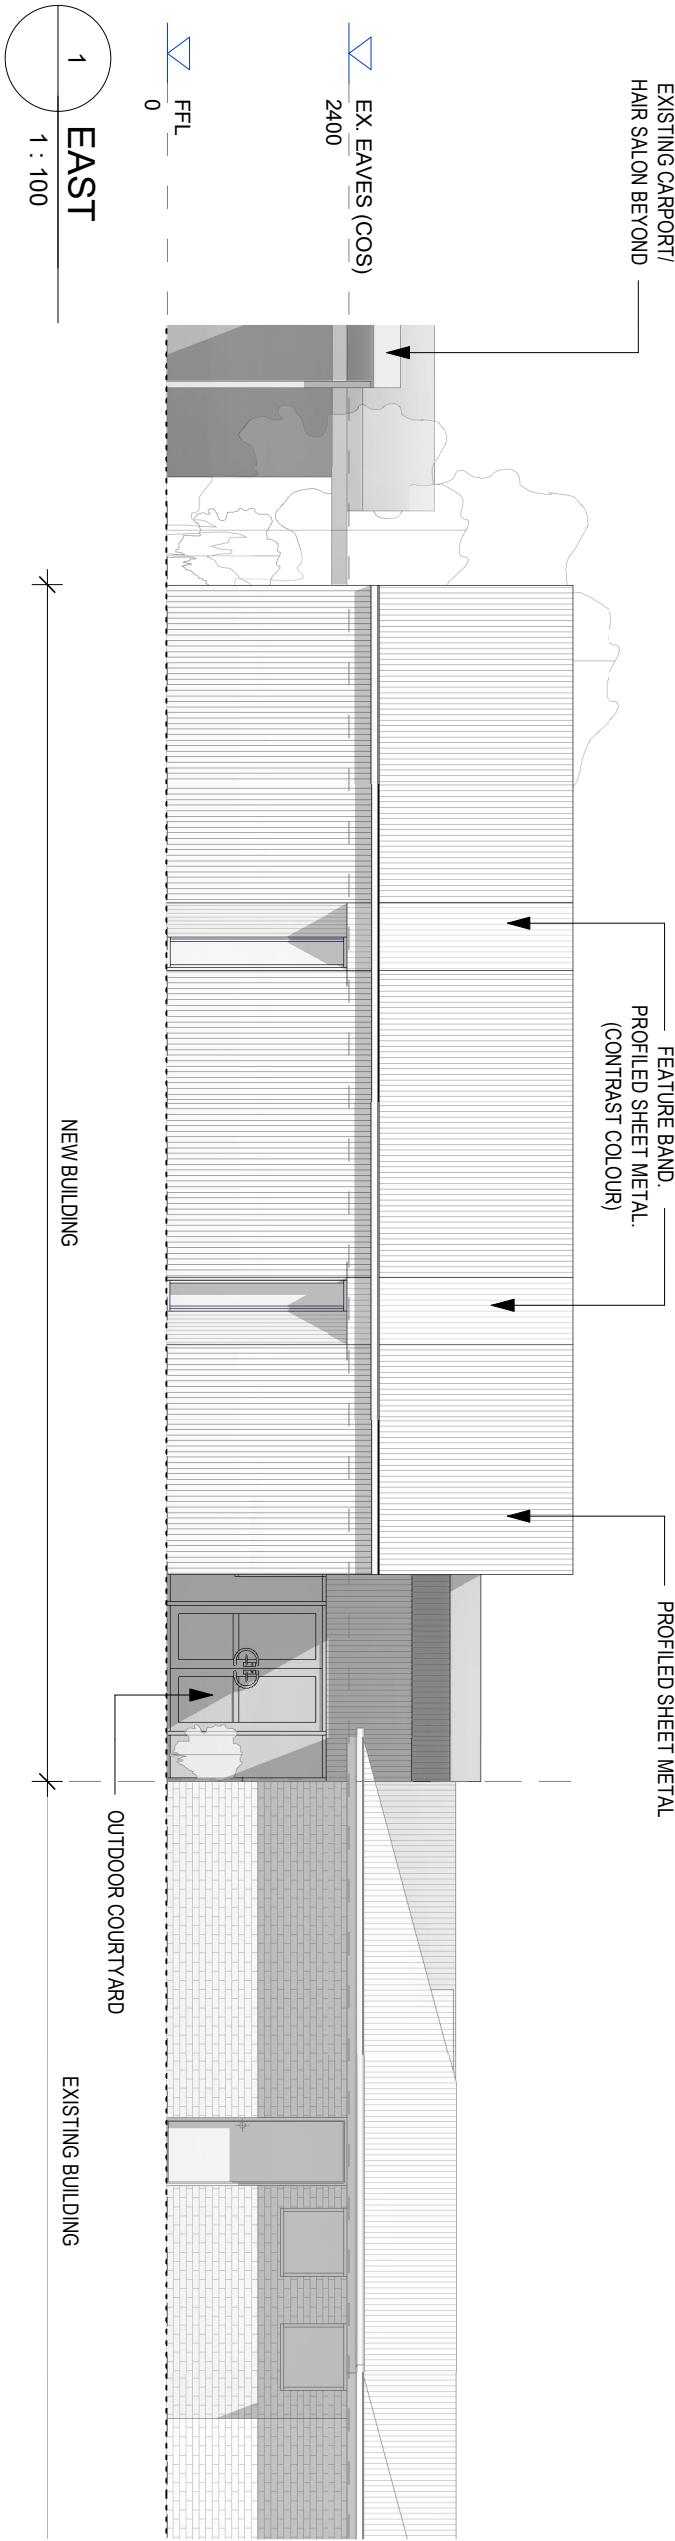 EXISTING CARPORT/
HAIR SALON BEYOND
FEATURE BAND.
PROFILED SHEET METAL.
(CONTRAST COLOUR)
PROFILED SHEET METAL
EX. EAVES (COS)
2400
FFL
0
OUTDOOR COURTYARD
NEW BUILDING
EXISTING BUILDING
1
EAST
1 : 100